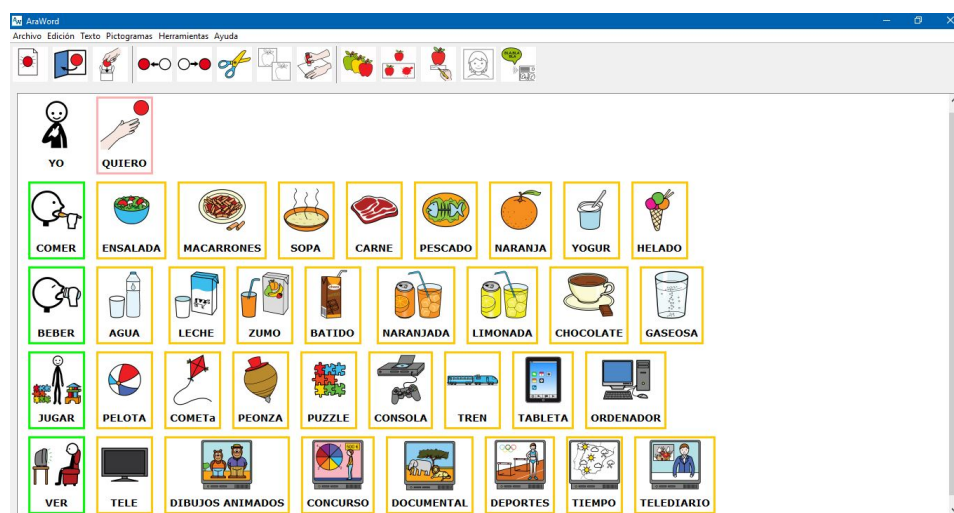 AraWord
Archivo Edición Texto Pictogramas Herramientas Ayuda
YO QUIERO
COMER ENSALADA MACARRONES SOPA CARNE PESCADO NARANJA YOGUR HELADO
BEBER AGUA LECHE ZUMO BATIDO NARANJADA LIMONADA CHOCOLATE GASEOSA
JUGAR PELOTA COMETa PEONZA PUZZLE CONSOLA TREN TABLETA ORDENADOR
VER TELE DIBUJOS ANIMADOS CONCURSO DOCUMENTAL DEPORTES TIEMPO TELEDIARIO